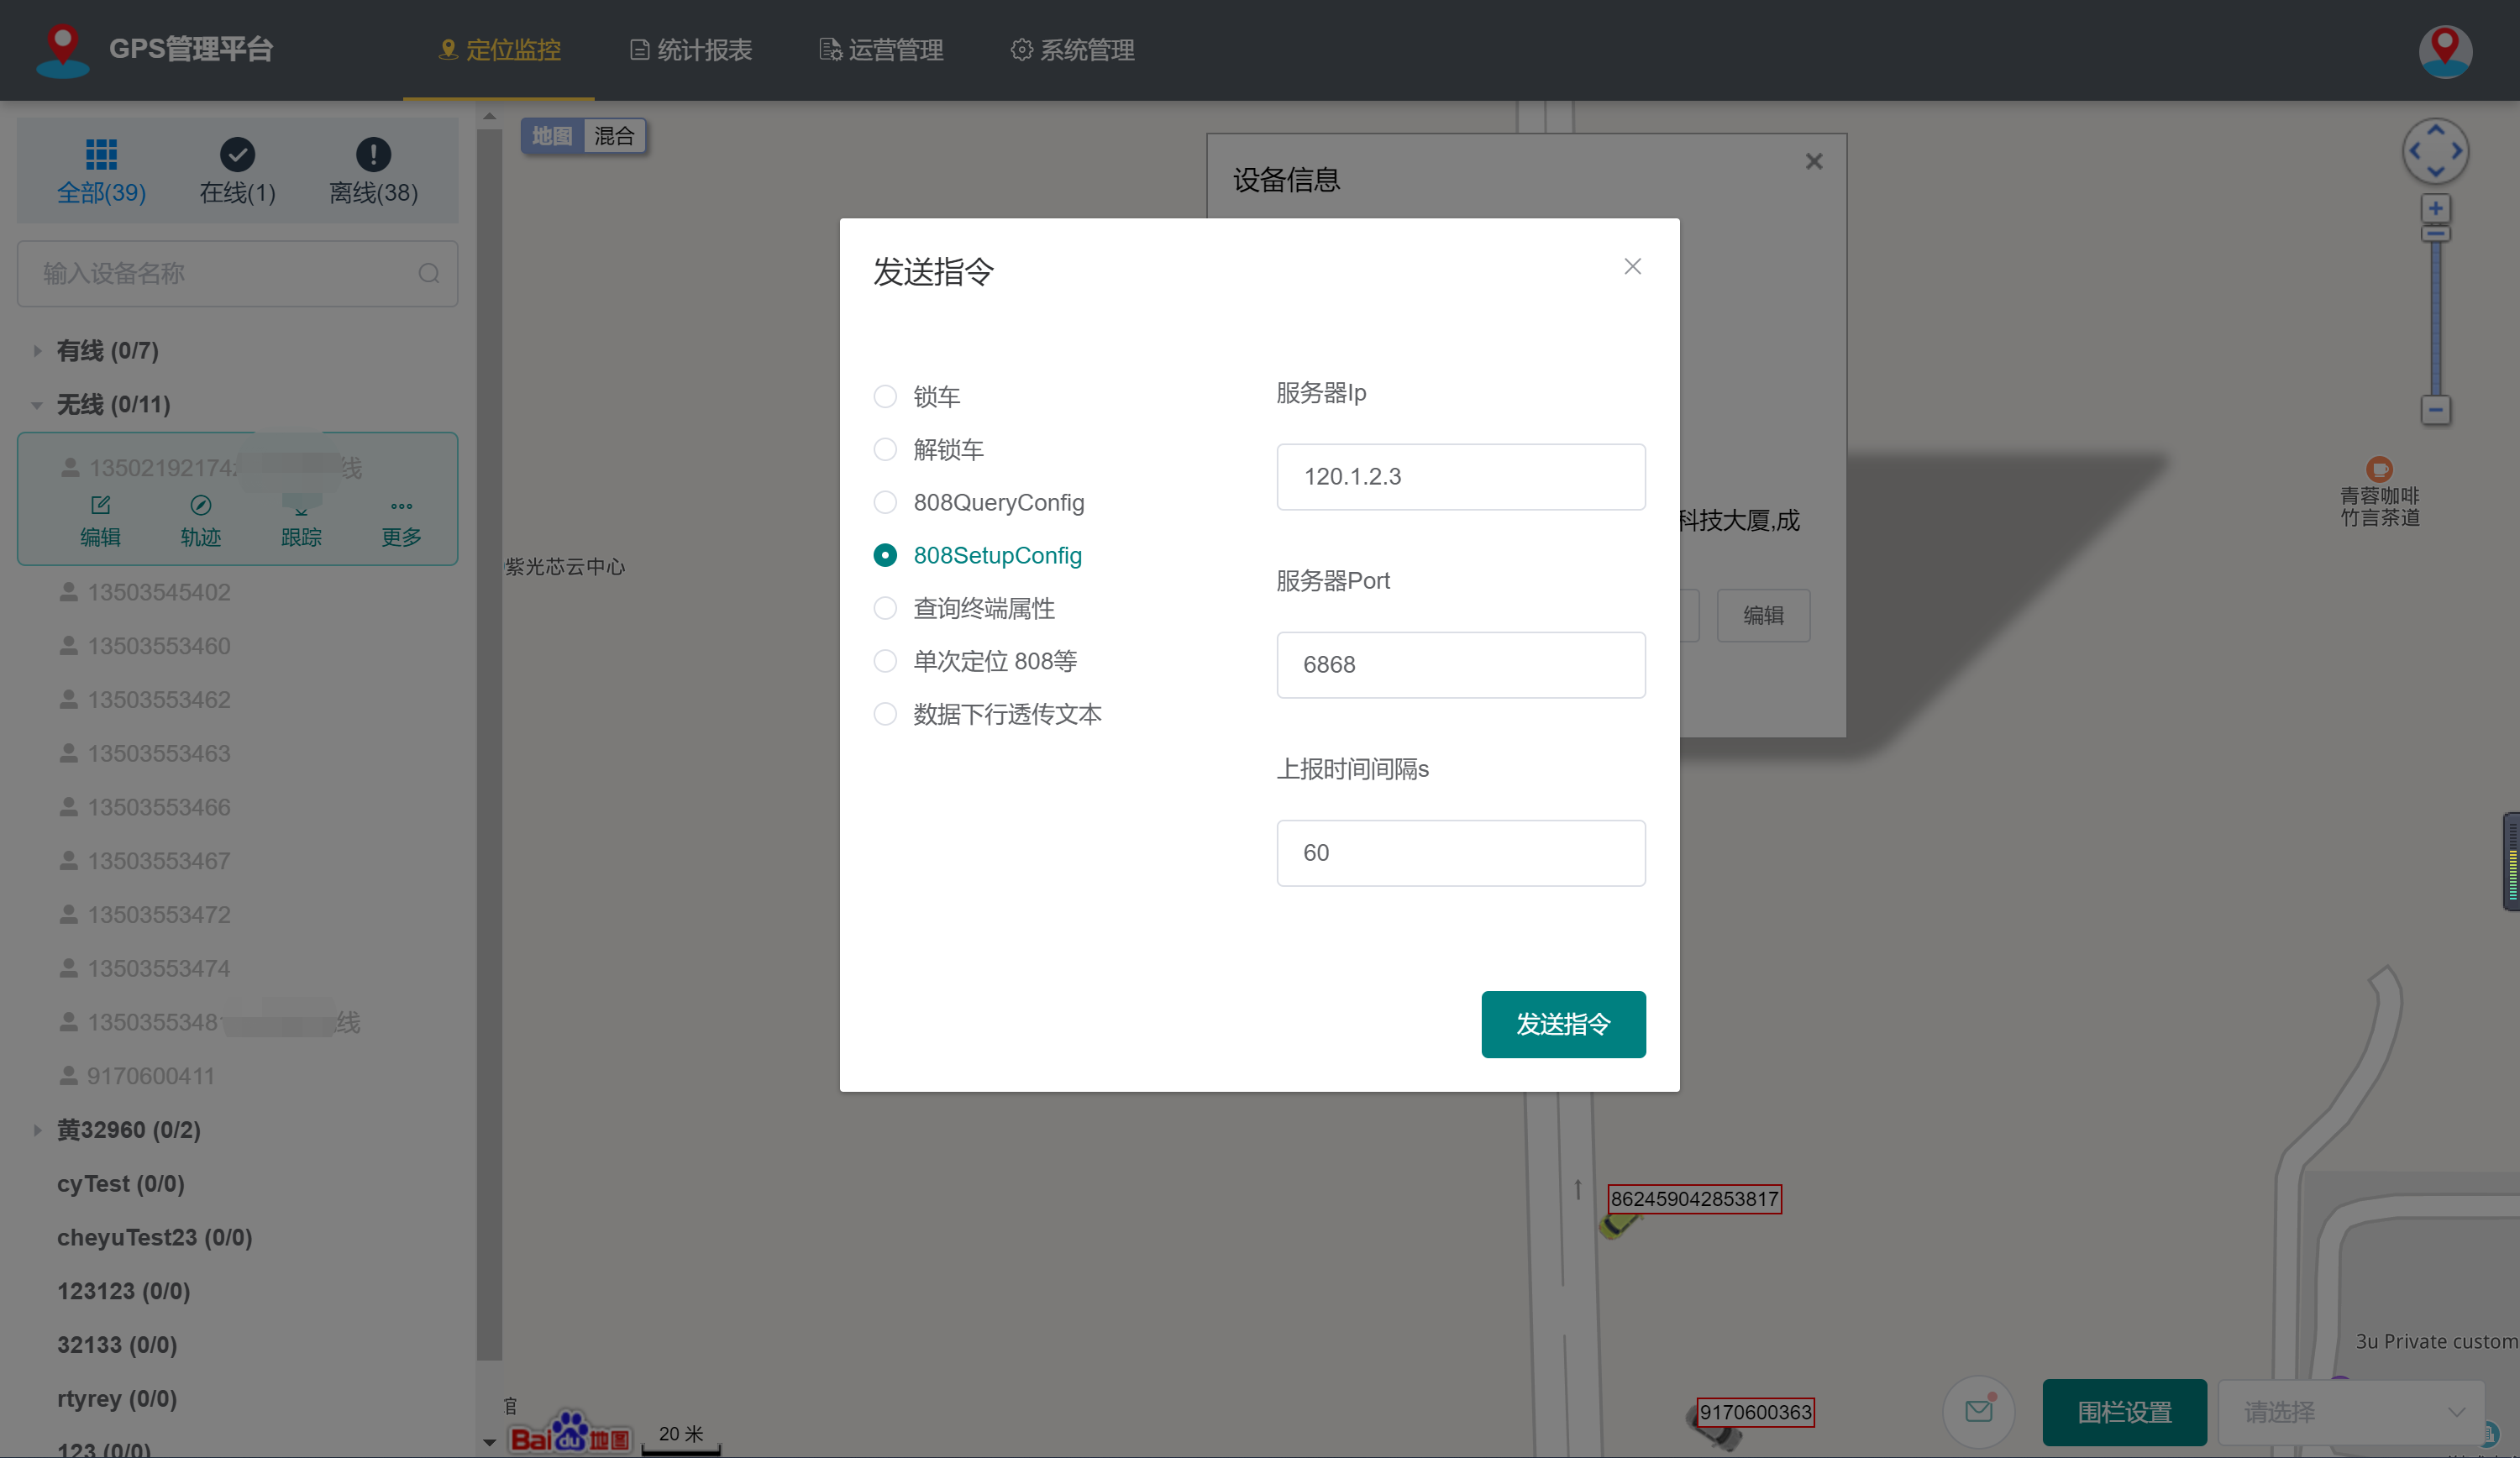 GPS管理平台
定位监控
统计报表
运营管理
系统管理
全部(39)
在线(1)
离线(38)
输入设备名称
有线 (0/7)
无线 (0/11)
线
编辑
轨迹
跟踪
更多
13503545402
13503553460
13503553462
13503553463
13503553466
13503553467
13503553472
13503553474
1350355348
线
9170600411
黄32960 (0/2)
cyTest (0/0)
cheyuTest23 (0/0)
123123 (0/0)
32133 (0/0)
rtyrey (0/0)
123 (0/0)
地图
混合
设备信息
科技大厦,成
编辑
发送指令
锁车
解锁车
808QueryConfig
808SetupConfig
查询终端属性
单次定位 808等
数据下行透传文本
服务器Ip
120.1.2.3
服务器Port
6868
上报时间间隔s
60
发送指令
紫光芯云中心
青蓉咖啡
竹言茶道
862459042853817
9170600363
3u Private custom
官
Bai du 地图
20 米
围栏设置
请选择